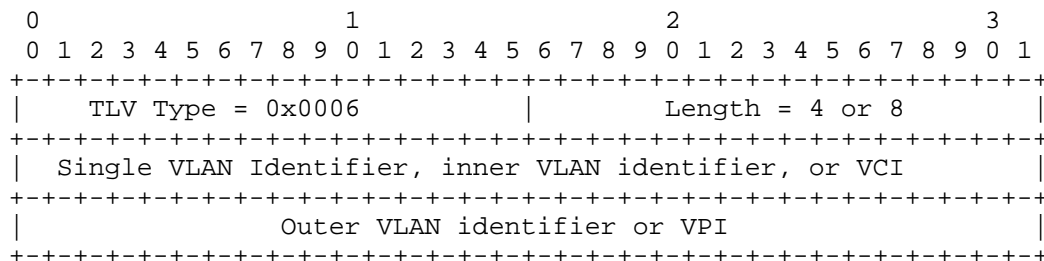 0                   1                   2                   3
 0 1 2 3 4 5 6 7 8 9 0 1 2 3 4 5 6 7 8 9 0 1 2 3 4 5 6 7 8 9 0 1
+-+-+-+-+-+-+-+-+-+-+-+-+-+-+-+-+-+-+-+-+-+-+-+-+-+-+-+-+-+-+-+-+
|    TLV Type = 0x0006          |        Length = 4 or 8        |
+-+-+-+-+-+-+-+-+-+-+-+-+-+-+-+-+-+-+-+-+-+-+-+-+-+-+-+-+-+-+-+-+
|  Single VLAN Identifier, inner VLAN identifier, or VCI        |
+-+-+-+-+-+-+-+-+-+-+-+-+-+-+-+-+-+-+-+-+-+-+-+-+-+-+-+-+-+-+-+-+
|                Outer VLAN identifier or VPI                   |
+-+-+-+-+-+-+-+-+-+-+-+-+-+-+-+-+-+-+-+-+-+-+-+-+-+-+-+-+-+-+-+-+